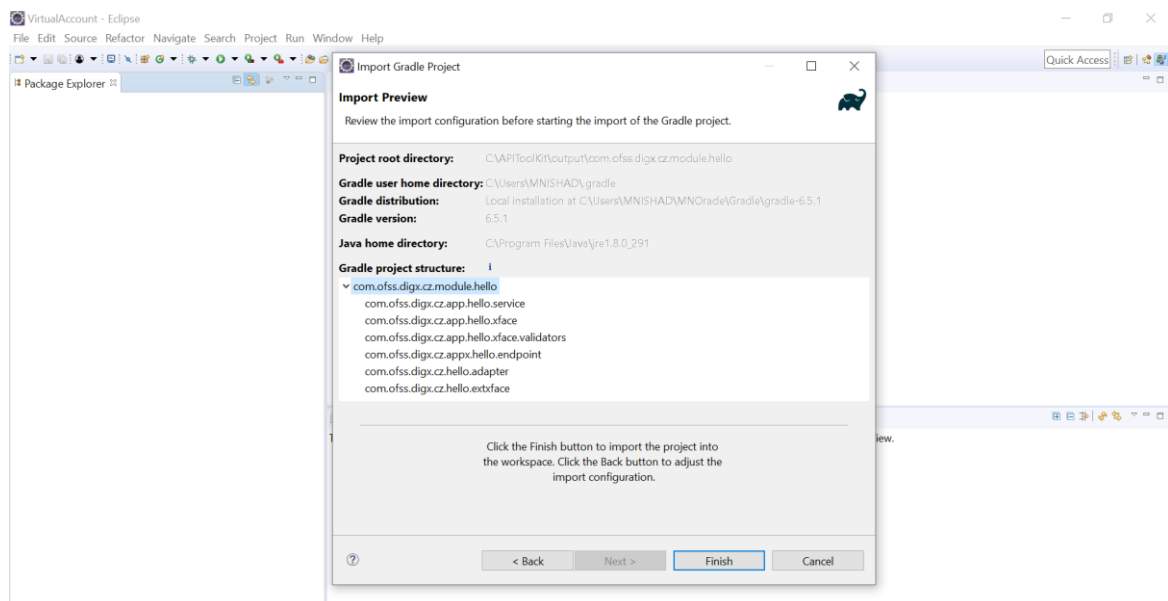 VirtualAccount - Eclipse
File Edit Source Refactor Navigate Search Project Run Window Help
Quick Access
Package Explorer
Import Gradle Project
Import Preview
Review the import configuration before starting the import of the Gradle project.
Project root directory: C:\APIToolKit\output\com.ofss.digx.cz.module.hello
Gradle user home directory: C:\Users\MNISHAD\.gradle
Gradle distribution: Local installation at C:\Users\MNISHAD\MNOracle\Gradle\gradle-6.5.1
Gradle version: 6.5.1
Java home directory: C:\Program Files\Java\jre1.8.0_291
Gradle project structure:
com.ofss.digx.cz.module.hello
com.ofss.digx.cz.app.hello.service
com.ofss.digx.cz.app.hello.xface
com.ofss.digx.cz.app.hello.xface.validators
com.ofss.digx.cz.appx.hello.endpoint
com.ofss.digx.cz.hello.adapter
com.ofss.digx.cz.hello.extxface
Click the Finish button to import the project into
the workspace. Click the Back button to adjust the
import configuration.
< Back Next > Finish Cancel